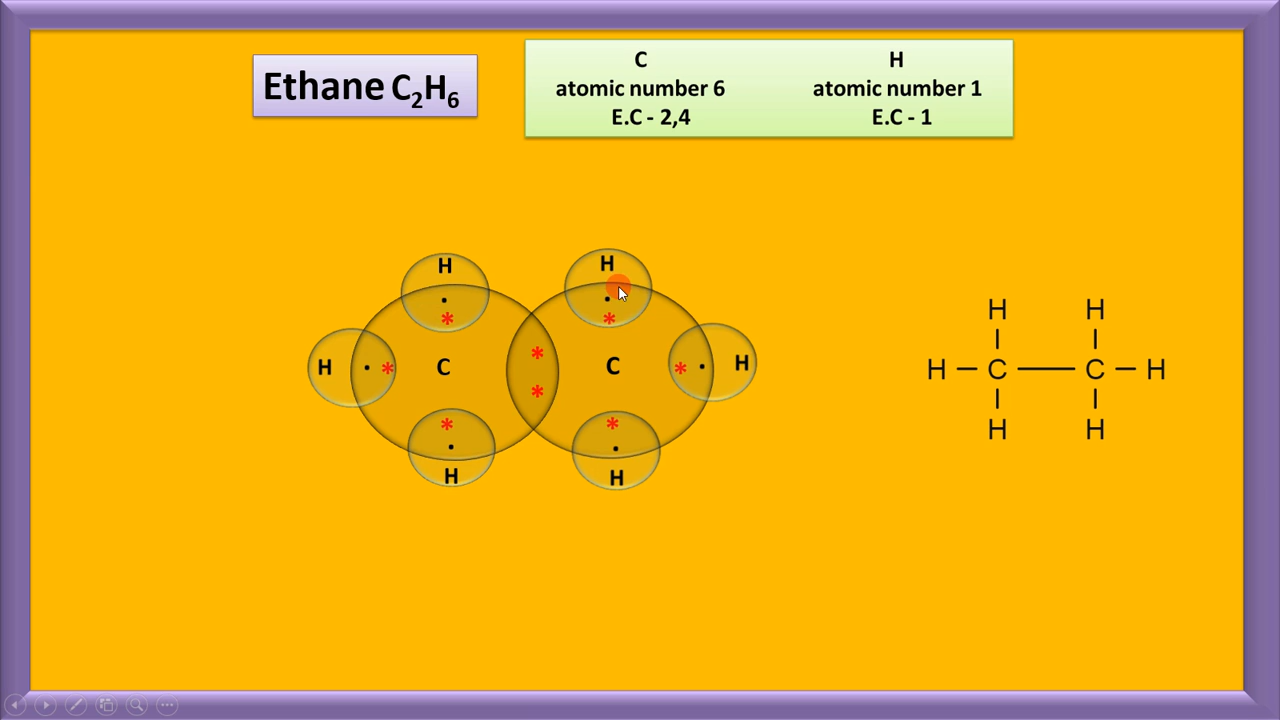 Ethane C₂H₆
C
atomic number 6
E.C - 2,4
H
atomic number 1
E.C - 1
H H
* *
H * C * C * H
*
* *
H H
H H
H C C H
H H